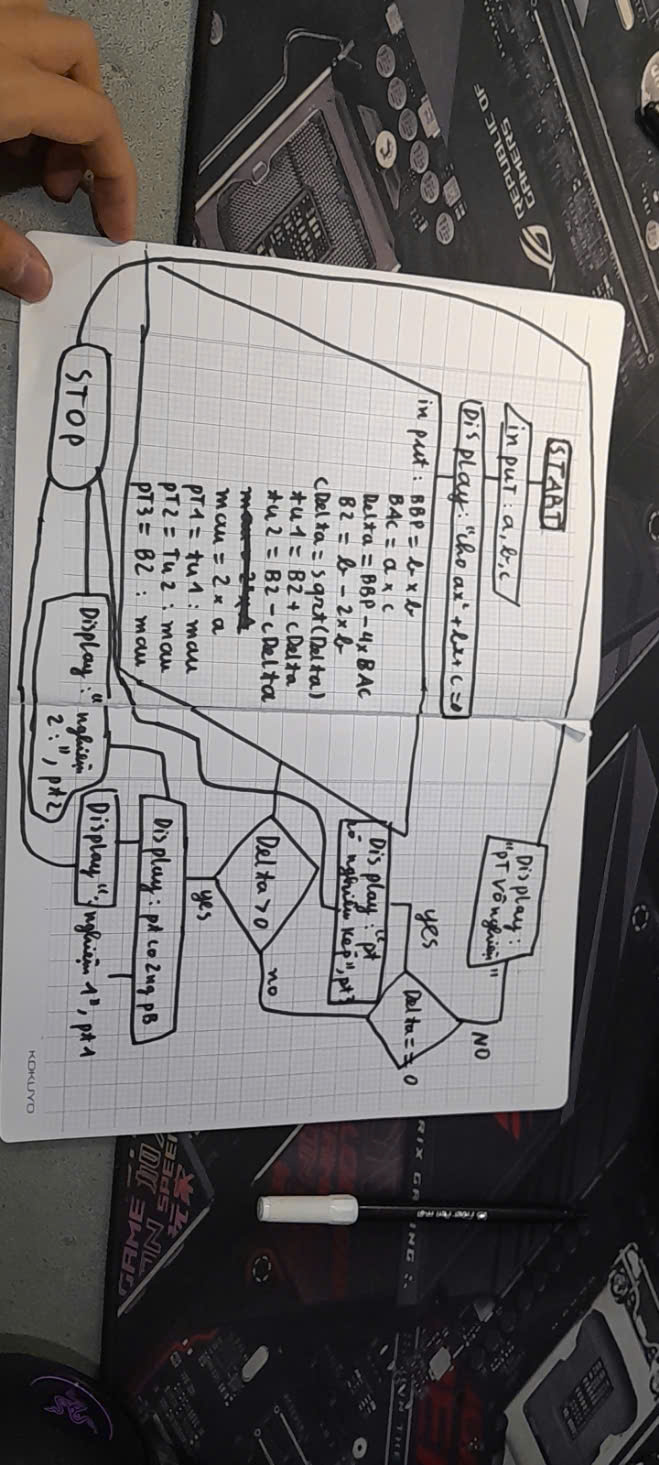 START
input : a, b, c
Display : "cho ax² + bx + c = 0
input : BBP = b x b
BAC = a x c
Delta = BBP - 4 x BAC
B2 = b - 2 x b
cDelta = sqrt(Delta)
tu1 = B2 + cDelta
tu2 = B2 - cDelta
mau = 2 x a
pT1 = tu1 : mau
pT2 = Tu2 : mau
pT3 = B2 : mau
STOP
Display :
"pT vô nghiệm"
NO
Delta == 0
yes
Display : "pt
có nghiệm kép", pt3
Delta > 0
no
yes
Display : pt co 2 ng pB
Display " nghiệm 1", pt1
Display : " nghiệm
2 : ", pt2
KOKUYO
REPUBLIC OF
GAMERS